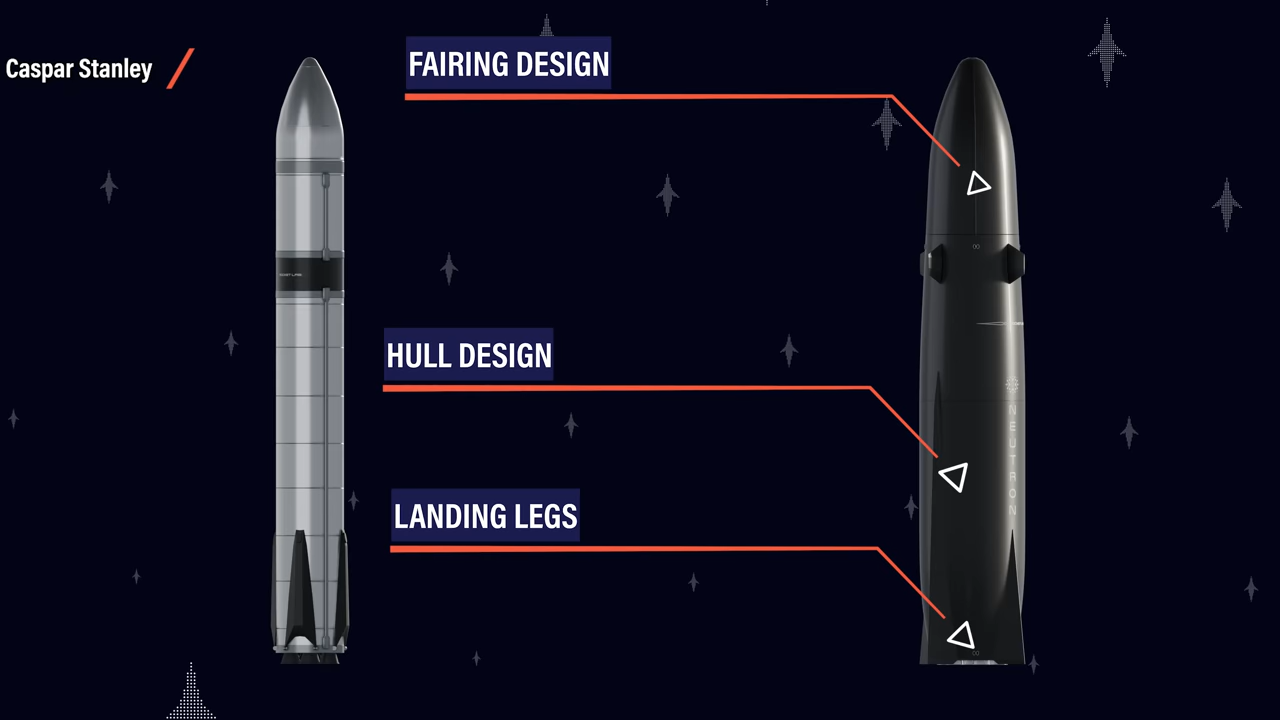 Caspar Stanley
FAIRING DESIGN
HULL DESIGN
NEUTRON
LANDING LEGS